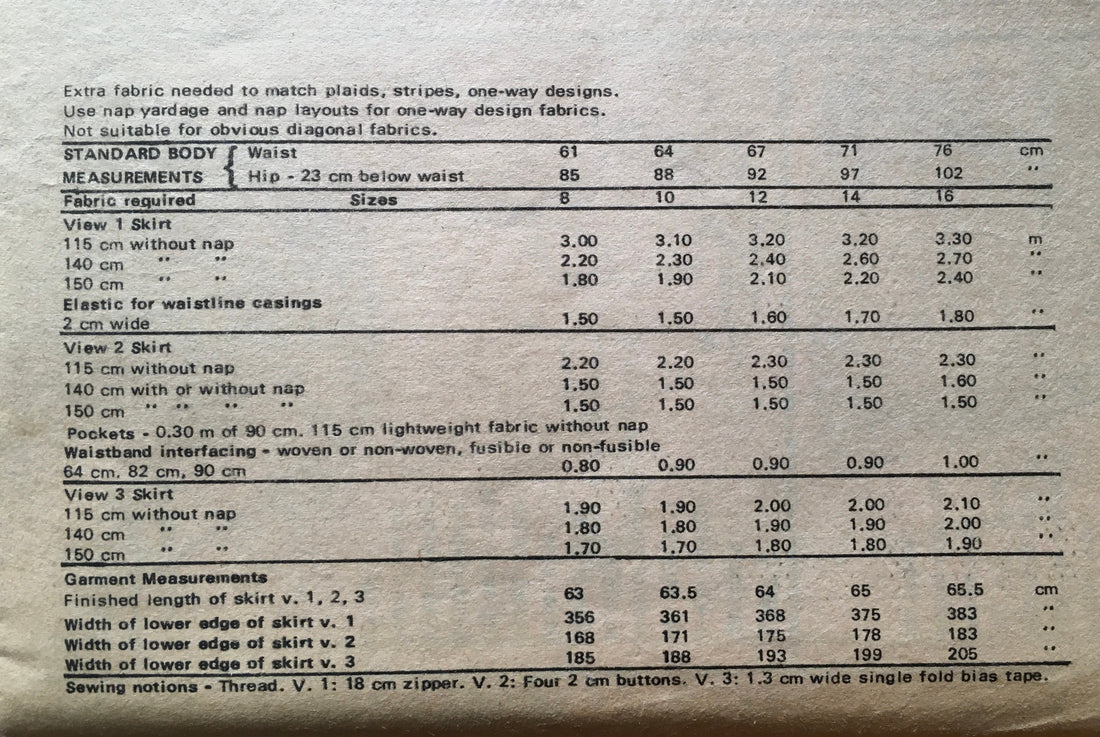 Extra fabric needed to match plaids, stripes, one-way designs.
Use nap yardage and nap layouts for one-way design fabrics.
Not suitable for obvious diagonal fabrics.
STANDARD BODY { Waist 61 64 67 71 76 cm
MEASUREMENTS Hip - 23 cm below waist 85 88 92 97 102 "
Fabric required Sizes 8 10 12 14 16
View 1 Skirt
115 cm without nap 3.00 3.10 3.20 3.20 3.30 m
140 cm " " 2.20 2.30 2.40 2.60 2.70 "
150 cm " " 1.80 1.90 2.10 2.20 2.40 "
Elastic for waistline casings
2 cm wide 1.50 1.50 1.60 1.70 1.80 "
View 2 Skirt
115 cm without nap 2.20 2.20 2.30 2.30 2.30 "
140 cm with or without nap 1.50 1.50 1.50 1.50 1.60 "
150 cm " " " " 1.50 1.50 1.50 1.50 1.50 "
Pockets - 0.30 m of 90 cm. 115 cm lightweight fabric without nap
Waistband interfacing - woven or non-woven, fusible or non-fusible
64 cm, 82 cm, 90 cm 0.80 0.90 0.90 0.90 1.00 "
View 3 Skirt
115 cm without nap 1.90 1.90 2.00 2.00 2.10 "
140 cm " " 1.80 1.80 1.90 1.90 2.00 "
150 cm " " 1.70 1.70 1.80 1.80 1.90 "
Garment Measurements
Finished length of skirt v. 1, 2, 3 63 63.5 64 65 65.5 cm
Width of lower edge of skirt v. 1 356 361 368 375 383 "
Width of lower edge of skirt v. 2 168 171 175 178 183 "
Width of lower edge of skirt v. 3 185 188 193 199 205 "
Sewing notions - Thread. V. 1: 18 cm zipper. V. 2: Four 2 cm buttons. V. 3: 1.3 cm wide single fold bias tape.